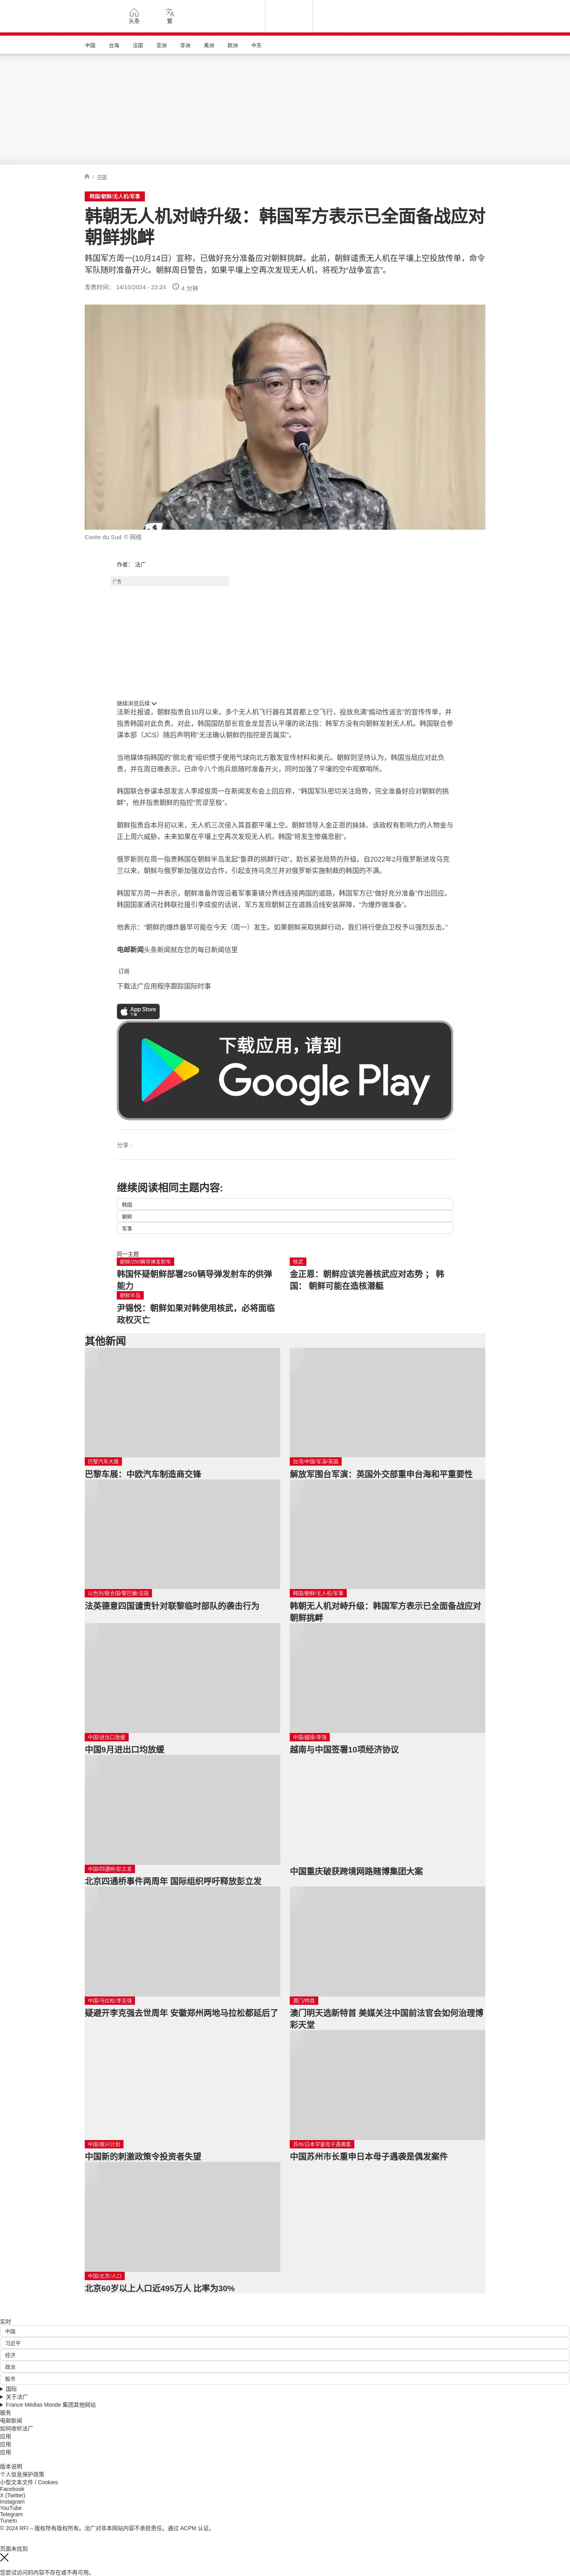 头条
繁
中国
台海
法国
亚洲
非洲
美洲
欧洲
中东
/ 中国
韩国/朝鲜/无人机/军事
韩朝无人机对峙升级：韩国军方表示已全面备战应对
朝鲜挑衅
韩国军方周一(10月14日）宣称，已做好充分准备应对朝鲜挑衅。此前，朝鲜谴责无人机在平壤上空投放传单，命令
军队随时准备开火。朝鲜周日警告，如果平壤上空再次发现无人机，将视为“战争宣言”。
发表时间： 14/10/2024 - 23:24
4 分钟
Corée du Sud © 网络
作者： 法广
广告
继续浏览后续
法新社报道，朝鲜指责自10月以来，多个无人机飞行器在其首都上空飞行，投放充满“煽动性谣言”的宣传传单，并
指责韩国对此负责。对此，韩国国防部长官金龙显否认平壤的说法指：韩军方没有向朝鲜发射无人机。韩国联合参
谋本部（JCS）随后声明称“无法确认朝鲜的指控是否属实”。
当地媒体指韩国的“脱北者”组织惯于使用气球向北方散发宣传材料和美元。朝鲜则坚持认为，韩国当局应对此负
责，并在周日晚表示，已命令八个炮兵旅随时准备开火，同时加强了平壤的空中观察哨所。
韩国联合参谋本部发言人李成俊周一在新闻发布会上回应称，“韩国军队密切关注局势，完全准备好应对朝鲜的挑
衅”，他并指责朝鲜的指控“荒谬至极”。
朝鲜指责自本月初以来，无人机三次侵入其首都平壤上空。朝鲜领导人金正恩的妹妹、该政权有影响力的人物金与
正上周六威胁，未来如果在平壤上空再次发现无人机，韩国“将发生惨痛悲剧”。
俄罗斯则在周一指责韩国在朝鲜半岛发起“鲁莽的挑衅行动”，助长紧张局势的升级。自2022年2月俄罗斯进攻乌克
兰以来，朝鲜与俄罗斯加强双边合作，引起支持乌克兰并对俄罗斯实施制裁的韩国的不满。
韩国军方周一并表示，朝鲜准备炸毁沿着军事重镇分界线连接两国的道路，韩国军方已“做好充分准备”作出回应。
韩国国家通讯社韩联社援引李成俊的话说，军方发现朝鲜正在道路沿线安装屏障，“为爆炸做准备”。
他表示：“朝鲜的爆炸最早可能在今天（周一）发生。如果朝鲜采取挑衅行动，我们将行使自卫权予以强烈反击。”
电邮新闻头条新闻就在您的每日新闻信里
订阅
下载法广应用程序跟踪国际时事
App Store
下载
下载应用，请到
Google Play
分享 :
继续阅读相同主题内容:
韩国
朝鲜
军事
同一主题
朝鲜/250辆导弹发射车
韩国怀疑朝鲜部署250辆导弹发射车的供弹
能力
核武
金正恩：朝鲜应该完善核武应对态势 ； 韩
国： 朝鲜可能在造核潜艇
朝鲜半岛
尹锡悦：朝鲜如果对韩使用核武，必将面临
政权灭亡
其他新闻
巴黎汽车大展
巴黎车展：中欧汽车制造商交锋
台湾/中国/军演/英国
解放军围台军演：英国外交部重申台海和平重要性
以色列/联合国/黎巴嫩/法国
法英德意四国谴责针对联黎临时部队的袭击行为
韩国/朝鲜/无人机/军事
韩朝无人机对峙升级：韩国军方表示已全面备战应对
朝鲜挑衅
中国/进出口放缓
中国9月进出口均放缓
中国/越南/李强
越南与中国签署10项经济协议
中国/四通桥/彭立发
北京四通桥事件两周年 国际组织呼吁释放彭立发
中国重庆破获跨境网路赌博集团大案
中国/马拉松/李克强
疑避开李克强去世周年 安徽郑州两地马拉松都延后了
澳门/特首
澳门明天选新特首 美媒关注中国前法官会如何治理博
彩天堂
中国/振兴计划
中国新的刺激政策令投资者失望
苏州/日本学童母子遇袭案
中国苏州市长重申日本母子遇袭是偶发案件
中国/北京/人口
北京60岁以上人口近495万人 比率为30%
实时
中国
习近平
经济
政治
股市
国际
关于法广
France Médias Monde 集团其他网站
服务
电邮新闻
如何收听法广
应用
应用
应用
版本说明
个人信息保护政策
小型文本文件 / Cookies
Facebook
X (Twitter)
Instagram
YouTube
Telegram
TuneIn
© 2024 RFI – 版权所有版权所有。法广对非本网站内容不承担责任。通过 ACPM 认证。
页面未找到
您尝试访问的内容不存在或不再可用。